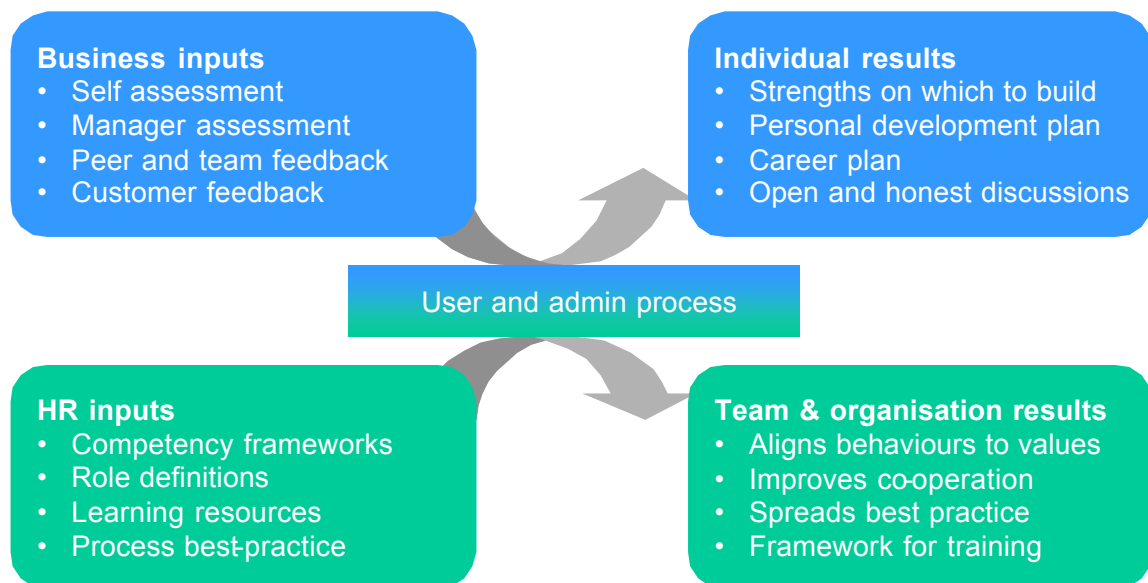 Business inputs
• Self assessment
• Manager assessment
• Peer and team feedback
• Customer feedback
Individual results
• Strengths on which to build
• Personal development plan
• Career plan
• Open and honest discussions
User and admin process
HR inputs
• Competency frameworks
• Role definitions
• Learning resources
• Process best-practice
Team & organisation results
• Aligns behaviours to values
• Improves co-operation
• Spreads best practice
• Framework for training